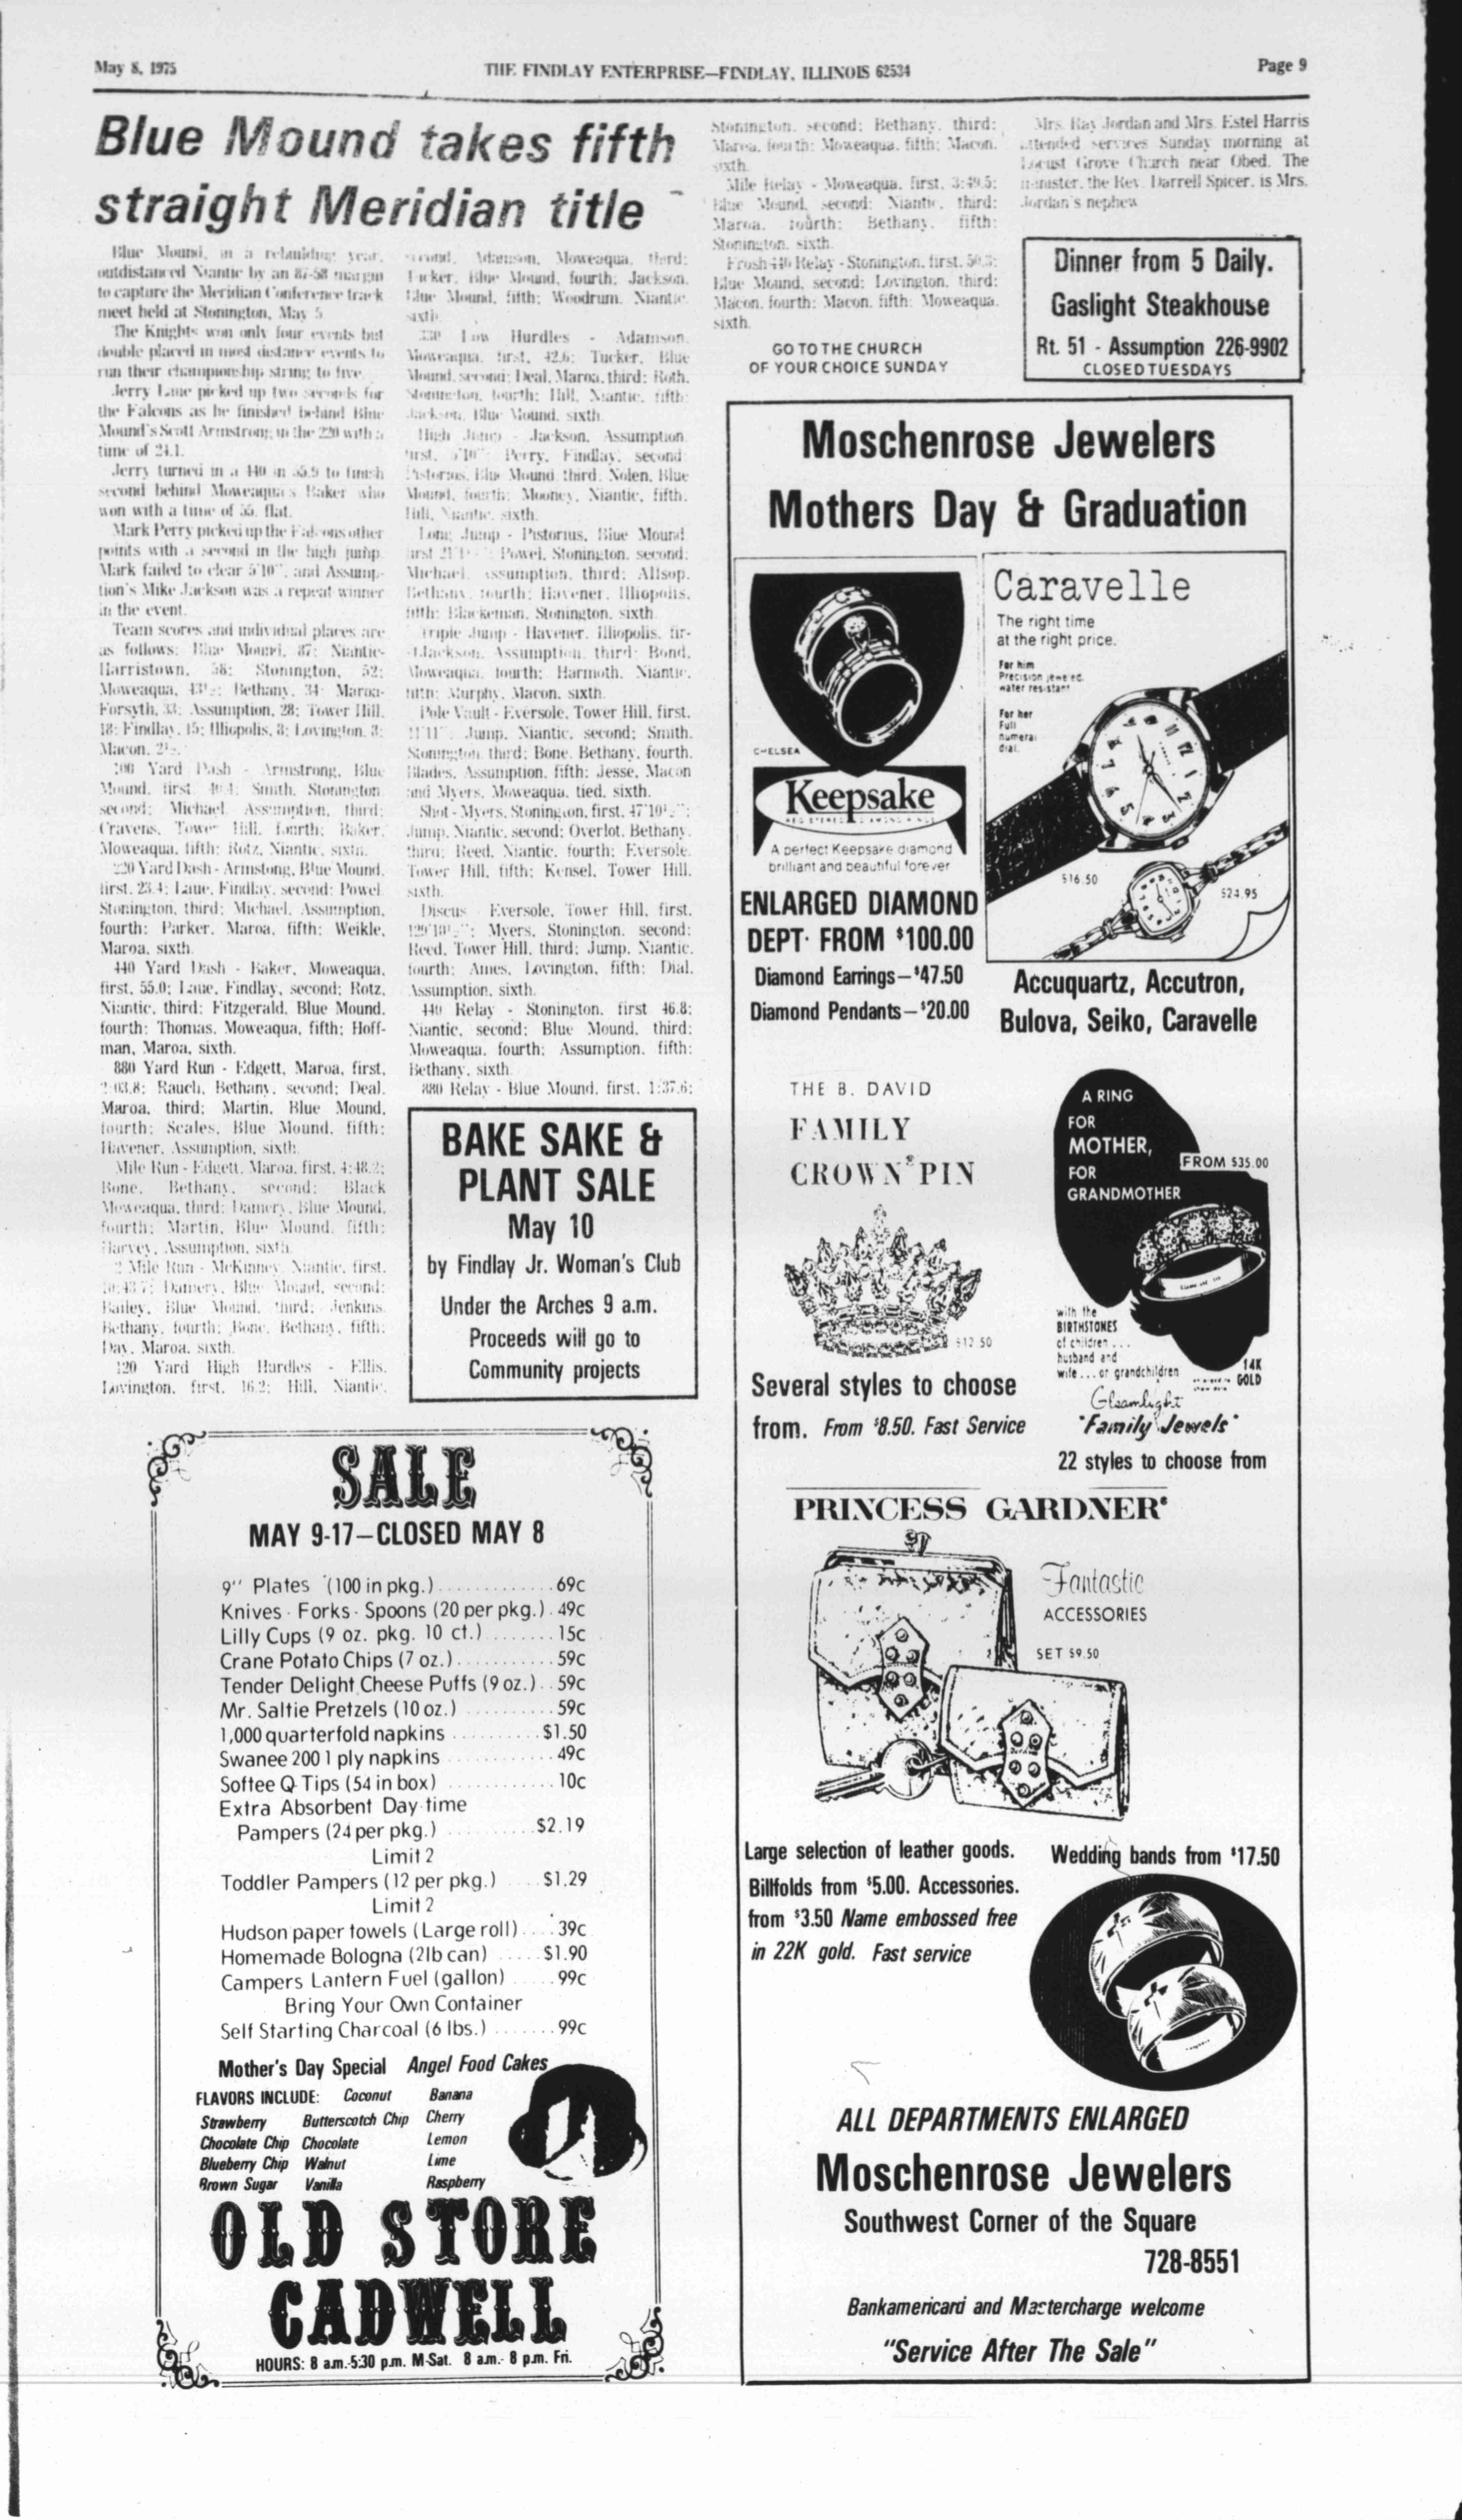 May 8, 1975
THE FINDLAY ENTERPRISE—FINDLAY, ILLINOIS 62534
Page 9
Blue Mound takes fifth
straight Meridian title
Blue Mound, in a rebuilding year,
outdistanced Niantic by an 87-58 margin
to capture the Meridian Conference track
meet held at Stonington, May 5
The Knights won only four events but
double placed in most distance events to
run their championship string to five.
Jerry Laue picked up two seconds for
the Falcons as he finished behind Blue
Mound's Scott Armstrong in the 220 with a
time of 24.1.
Jerry turned in a 440 in 55.9 to finish
second behind Moweaqua's Baker who
won with a time of 55. flat.
Mark Perry picked up the Falcons other
points with a second in the high jump.
Mark failed to clear 5'10", and Assump-
tion's Mike Jackson was a repeat winner
in the event.
Team scores and individual places are
as follows: Blue Mound, 87; Niantic-
Harristown, 58; Stonington, 52;
Moweaqua, 43½; Bethany, 34; Maroa-
Forsyth, 33; Assumption, 28; Tower Hill,
18; Findlay, 15; Illiopolis, 8; Lovington, 8;
Macon, 2½.
100 Yard Dash - Armstrong, Blue
Mound, first, Smith, Stonington
second; Michael, Assumption, third;
Cravens, Tower Hill, fourth; Baker,
Moweaqua, fifth; Rotz, Niantic, sixth.
220 Yard Dash - Armstong, Blue Mound,
first, 23.4; Laue, Findlay, second; Powel
Stonington, third; Michael, Assumption,
fourth; Parker, Maroa, fifth; Weikle,
Maroa, sixth.
440 Yard Dash - Baker, Moweaqua,
first, 55.0; Laue, Findlay, second; Rotz,
Niantic, third; Fitzgerald, Blue Mound,
fourth; Thomas, Moweaqua, fifth; Hoff-
man, Maroa, sixth.
880 Yard Run - Edgett, Maroa, first,
2:03.8; Rauch, Bethany, second; Deal,
Maroa, third; Martin, Blue Mound,
fourth; Scales, Blue Mound, fifth;
Havener, Assumption, sixth.
Mile Run - Edgett, Maroa, first, 4:48.2;
Bone, Bethany, second; Black
Moweaqua, third; Damery, Blue Mound,
fourth; Martin, Blue Mound, fifth;
Harvey, Assumption, sixth.
2 Mile Run - McKinney, Niantic, first,
10:43.7; Damery, Blue Mound, second;
Bailey, Blue Mound, third; Jenkins,
Bethany, fourth; Bone, Bethany, fifth;
Day, Maroa, sixth.
120 Yard High Hurdles - Ellis,
Lovington, first, 16.2; Hill, Niantic,
second, Adamson, Moweaqua, third;
Tucker, Blue Mound, fourth; Jackson,
Blue Mound, fifth; Woodrum, Niantic
sixth.
330 Low Hurdles - Adamson,
Moweaqua, first, 42.6; Tucker, Blue
Mound, second; Deal, Maroa, third; Roth,
Stonington, fourth; Hill, Niantic, fifth;
Jackson, Blue Mound, sixth.
High Jump - Jackson, Assumption
first, 5'10"; Perry, Findlay, second
Pistorius, Blue Mound third, Nolen, Blue
Mound, fourth; Mooney, Niantic, fifth,
Hill, Niantic, sixth.
Long Jump - Pistorius, Blue Mound
first Powel, Stonington, second;
Michael, Assumption, third; Allsop,
Bethany, fourth; Havener, Illiopolis,
fifth; Blackeman, Stonington, sixth
Triple Jump - Havener, Illiopolis, fir-
Jackson, Assumption, third; Bond,
Moweaqua, fourth; Harmoth, Niantic,
fifth; Murphy, Macon, sixth.
Pole Vault - Eversole, Tower Hill, first,
11'11", Jump, Niantic, second; Smith,
Stonington third; Bone, Bethany, fourth,
Blades, Assumption, fifth; Jesse, Macon
and Myers, Moweaqua, tied, sixth.
Shot - Myers, Stonington, first, 47'10½";
Jump, Niantic, second; Overlot, Bethany,
third; Reed, Niantic, fourth; Eversole,
Tower Hill, fifth; Kensel, Tower Hill,
sixth.
Discus - Eversole, Tower Hill, first,
Myers, Stonington, second;
Reed, Tower Hill, third; Jump, Niantic,
fourth; Ames, Lovington, fifth; Dial,
Assumption, sixth.
440 Relay - Stonington, first 46.8;
Niantic, second; Blue Mound, third;
Moweaqua, fourth; Assumption, fifth;
Bethany, sixth.
880 Relay - Blue Mound, first, 1:37.6;
Stonington, second; Bethany, third;
Maroa, fourth; Moweaqua, fifth; Macon,
sixth.
Mile Relay - Moweaqua, first, 3:49.5;
Blue Mound, second; Niantic, third;
Maroa, fourth; Bethany, fifth;
Stonington, sixth.
Frosh 440 Relay - Stonington, first, 50.3;
Blue Mound, second; Lovington, third;
Macon, fourth; Macon, fifth; Moweaqua,
sixth.
GO TO THE CHURCH
OF YOUR CHOICE SUNDAY
Mrs. Ray Jordan and Mrs. Estel Harris
attended services Sunday morning at
Locust Grove Church near Obed. The
minister, the Rev. Darrell Spicer, is Mrs.
Jordan's nephew
Dinner from 5 Daily.
Gaslight Steakhouse
Rt. 51 - Assumption 226-9902
CLOSED TUESDAYS
BAKE SAKE &
PLANT SALE
May 10
by Findlay Jr. Woman's Club
Under the Arches 9 a.m.
Proceeds will go to
Community projects
SALE
MAY 9-17—CLOSED MAY 8
9'' Plates (100 in pkg.) . . . . . . . . . . . . 69c
Knives - Forks - Spoons (20 per pkg.) . 49c
Lilly Cups (9 oz. pkg. 10 ct.) . . . . . . . 15c
Crane Potato Chips (7 oz.) . . . . . . . . . . 59c
Tender Delight Cheese Puffs (9 oz.) . . 59c
Mr. Saltie Pretzels (10 oz.) . . . . . . . . . 59c
1,000 quarterfold napkins . . . . . . . . . $1.50
Swanee 200 1 ply napkins . . . . . . . . . . . 49c
Softee Q-Tips (54 in box) . . . . . . . . . . . 10c
Extra Absorbent Day-time
Pampers (24 per pkg.) . . . . . . . . . $2.19
Limit 2
Toddler Pampers (12 per pkg.) . . . . $1.29
Limit 2
Hudson paper towels (Large roll) . . . . 39c
Homemade Bologna (2lb can) . . . . . $1.90
Campers Lantern Fuel (gallon) . . . . . 99c
Bring Your Own Container
Self Starting Charcoal (6 lbs.) . . . . . . . 99c
Mother's Day Special Angel Food Cakes
FLAVORS INCLUDE: Coconut Banana
Strawberry Butterscotch Chip Cherry
Chocolate Chip Chocolate Lemon
Blueberry Chip Walnut Lime
Brown Sugar Vanilla Raspberry
OLD STORE
CADWELL
HOURS: 8 a.m.-5:30 p.m. M-Sat. 8 a.m.- 8 p.m. Fri.
Moschenrose Jewelers
Mothers Day & Graduation
CHELSEA
Keepsake
REGISTERED DIAMOND RINGS
A perfect Keepsake diamond
brilliant and beautiful forever
ENLARGED DIAMOND
DEPT. FROM $100.00
Diamond Earrings—$47.50
Diamond Pendants—$20.00
Caravelle
The right time
at the right price.
For him
Precision jeweled.
water resistant
For her
Full
numeral
dial.
$16.50
$24.95
Accuquartz, Accutron,
Bulova, Seiko, Caravelle
THE B. DAVID
FAMILY
CROWN® PIN
$12.50
Several styles to choose
from. From $8.50. Fast Service
A RING
FOR
MOTHER,
FOR
GRANDMOTHER
FROM $35.00
with the
BIRTHSTONES
of children . . .
husband and
wife . . . or grandchildren
14K
GOLD
Gleamlight
"Family Jewels"
22 styles to choose from
PRINCESS GARDNER®
Fantastic
ACCESSORIES
SET $9.50
Large selection of leather goods.
Billfolds from $5.00. Accessories.
from $3.50 Name embossed free
in 22K gold. Fast service
Wedding bands from $17.50
ALL DEPARTMENTS ENLARGED
Moschenrose Jewelers
Southwest Corner of the Square
728-8551
Bankamericard and Mastercharge welcome
"Service After The Sale"